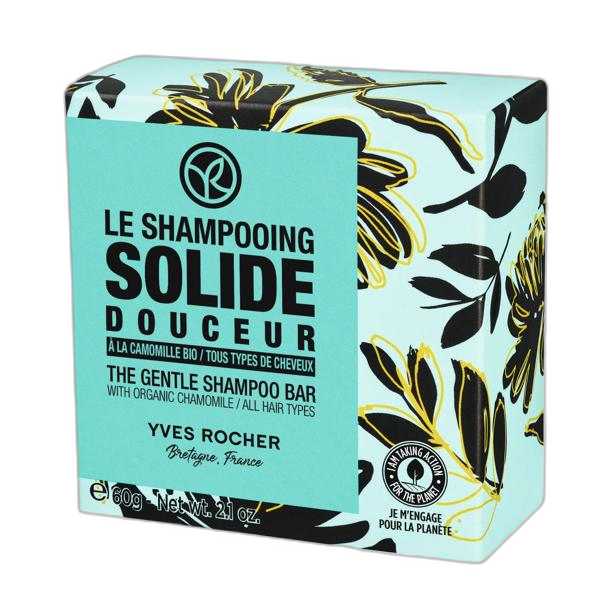 LE SHAMPOOING
SOLIDE
DOUCEUR
À LA CAMOMILLE BIO / TOUS TYPES DE CHEVEUX
THE GENTLE SHAMPOO BAR
WITH ORGANIC CHAMOMILE / ALL HAIR TYPES
YVES ROCHER
Bretagne, France
℮ 60g - Net wt. 2.1 oz.
I AM TAKING ACTION
FOR THE PLANET
JE M'ENGAGE
POUR LA PLANÈTE